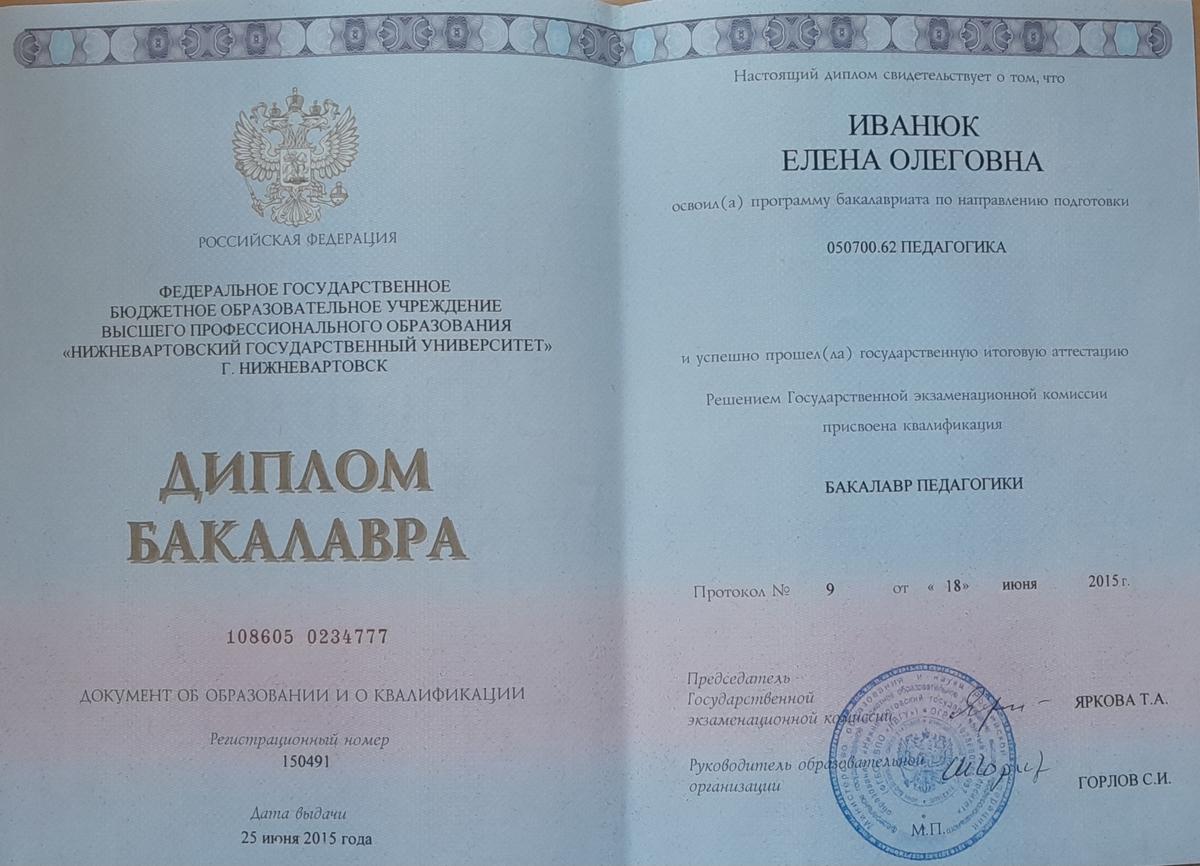 РОССИЙСКАЯ ФЕДЕРАЦИЯ
ФЕДЕРАЛЬНОЕ ГОСУДАРСТВЕННОЕ
БЮДЖЕТНОЕ ОБРАЗОВАТЕЛЬНОЕ УЧРЕЖДЕНИЕ
ВЫСШЕГО ПРОФЕССИОНАЛЬНОГО ОБРАЗОВАНИЯ
«НИЖНЕВАРТОВСКИЙ ГОСУДАРСТВЕННЫЙ УНИВЕРСИТЕТ»
Г. НИЖНЕВАРТОВСК
ДИПЛОМ
БАКАЛАВРА
108605 0234777
ДОКУМЕНТ ОБ ОБРАЗОВАНИИ И О КВАЛИФИКАЦИИ
Регистрационный номер
150491
Дата выдачи
25 июня 2015 года
Настоящий диплом свидетельствует о том, что
ИВАНЮК
ЕЛЕНА ОЛЕГОВНА
освоил(а) программу бакалавриата по направлению подготовки
050700.62 ПЕДАГОГИКА
и успешно прошел(ла) государственную итоговую аттестацию
Решением Государственной экзаменационной комиссии
присвоена квалификация
БАКАЛАВР ПЕДАГОГИКИ
Протокол № 9 от «18» июня 2015 г.
Председатель
Государственной
экзаменационной комиссии
ЯРКОВА Т.А.
Руководитель образовательной
организации
ГОРЛОВ С.И.
М.П.